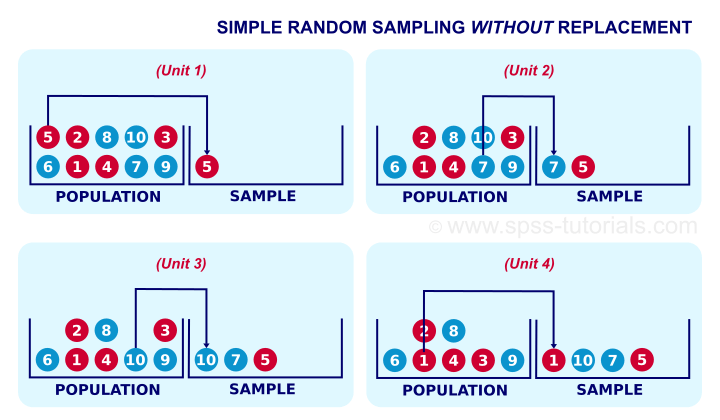 SIMPLE RANDOM SAMPLING WITHOUT REPLACEMENT
(Unit 1)
5 2 8 10 3
6 1 4 7 9 5
POPULATION SAMPLE
(Unit 2)
2 8 10 3
6 1 4 7 9 7 5
POPULATION SAMPLE
© www.spss-tutorials.com
(Unit 3)
2 8 3
6 1 4 10 9 10 7 5
POPULATION SAMPLE
(Unit 4)
2 8
6 1 4 3 9 1 10 7 5
POPULATION SAMPLE